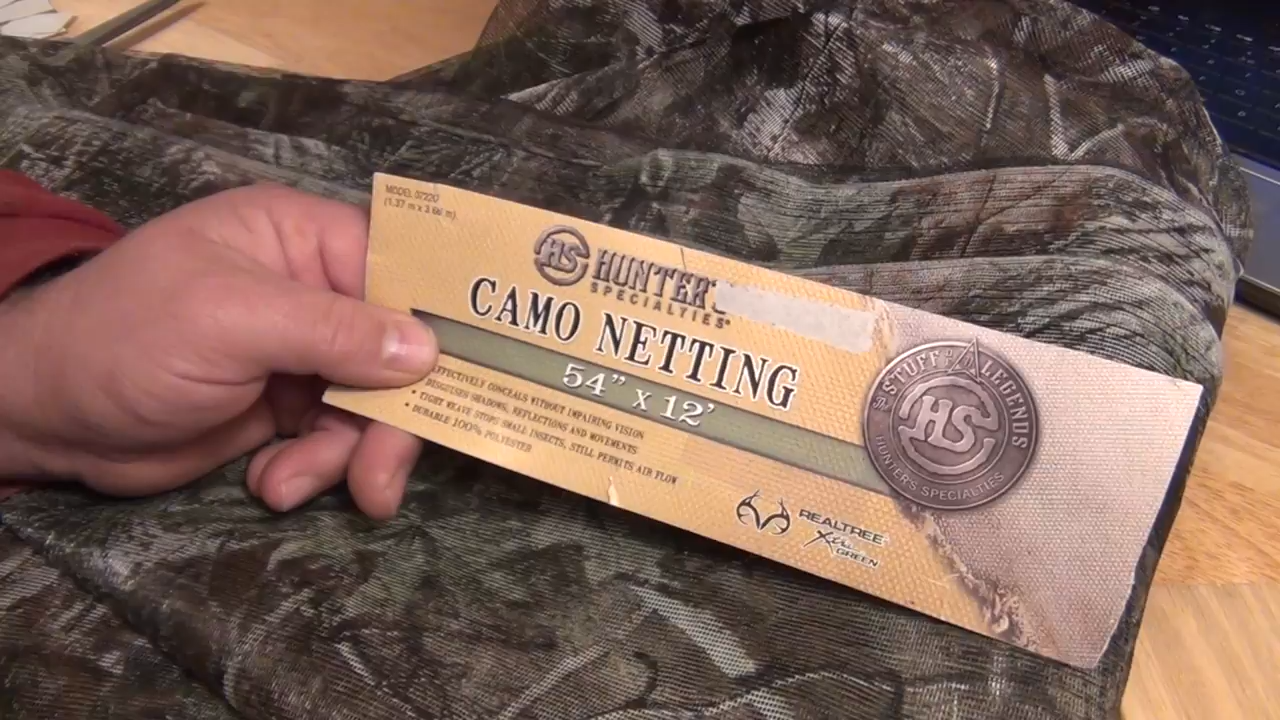 MODEL 07220
(1.37 m x 3.66 m)
HS HUNTER'S
SPECIALTIES®
CAMO NETTING
54" X 12'
EFFECTIVELY CONCEALS WITHOUT IMPAIRING VISION
DISGUISES SHADOWS, REFLECTIONS AND MOVEMENTS
• TIGHT WEAVE STOPS SMALL INSECTS, STILL PERMITS AIR FLOW
• DURABLE 100% POLYESTER
REALTREE
Xtra
GREEN
The STUFF OF LEGENDS
HS
HUNTER'S SPECIALTIES